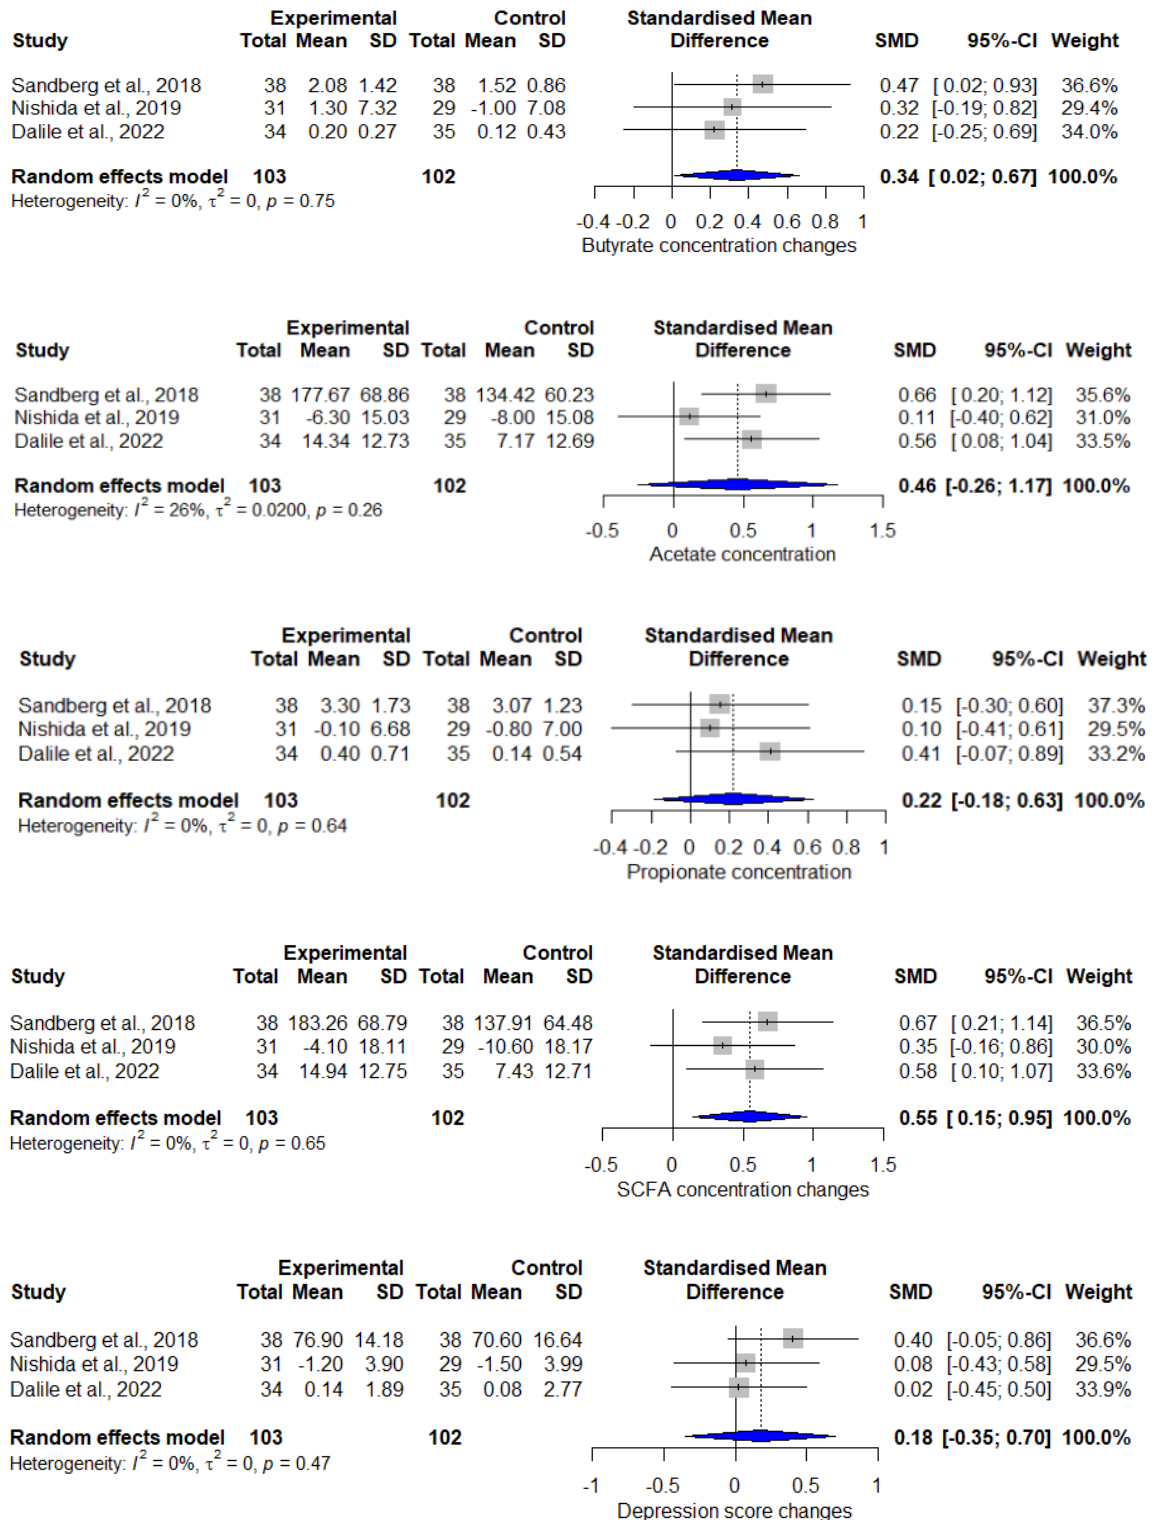 Experimental Control Standardised Mean
Study Total Mean SD Total Mean SD Difference SMD 95%-CI Weight
Sandberg et al., 2018 38 2.08 1.42 38 1.52 0.86 0.47 [ 0.02; 0.93] 36.6%
Nishida et al., 2019 31 1.30 7.32 29 -1.00 7.08 0.32 [-0.19; 0.82] 29.4%
Dalile et al., 2022 34 0.20 0.27 35 0.12 0.43 0.22 [-0.25; 0.69] 34.0%
Random effects model 103 102 0.34 [ 0.02; 0.67] 100.0%
Heterogeneity: I² = 0%, τ² = 0, p = 0.75
-0.4 -0.2 0 0.2 0.4 0.6 0.8 1
Butyrate concentration changes
Experimental Control Standardised Mean
Study Total Mean SD Total Mean SD Difference SMD 95%-CI Weight
Sandberg et al., 2018 38 177.67 68.86 38 134.42 60.23 0.66 [ 0.20; 1.12] 35.6%
Nishida et al., 2019 31 -6.30 15.03 29 -8.00 15.08 0.11 [-0.40; 0.62] 31.0%
Dalile et al., 2022 34 14.34 12.73 35 7.17 12.69 0.56 [ 0.08; 1.04] 33.5%
Random effects model 103 102 0.46 [-0.26; 1.17] 100.0%
Heterogeneity: I² = 26%, τ² = 0.0200, p = 0.26
-0.5 0 0.5 1 1.5
Acetate concentration
Experimental Control Standardised Mean
Study Total Mean SD Total Mean SD Difference SMD 95%-CI Weight
Sandberg et al., 2018 38 3.30 1.73 38 3.07 1.23 0.15 [-0.30; 0.60] 37.3%
Nishida et al., 2019 31 -0.10 6.68 29 -0.80 7.00 0.10 [-0.41; 0.61] 29.5%
Dalile et al., 2022 34 0.40 0.71 35 0.14 0.54 0.41 [-0.07; 0.89] 33.2%
Random effects model 103 102 0.22 [-0.18; 0.63] 100.0%
Heterogeneity: I² = 0%, τ² = 0, p = 0.64
-0.4 -0.2 0 0.2 0.4 0.6 0.8 1
Propionate concentration
Experimental Control Standardised Mean
Study Total Mean SD Total Mean SD Difference SMD 95%-CI Weight
Sandberg et al., 2018 38 183.26 68.79 38 137.91 64.48 0.67 [ 0.21; 1.14] 36.5%
Nishida et al., 2019 31 -4.10 18.11 29 -10.60 18.17 0.35 [-0.16; 0.86] 30.0%
Dalile et al., 2022 34 14.94 12.75 35 7.43 12.71 0.58 [ 0.10; 1.07] 33.6%
Random effects model 103 102 0.55 [ 0.15; 0.95] 100.0%
Heterogeneity: I² = 0%, τ² = 0, p = 0.65
-0.5 0 0.5 1 1.5
SCFA concentration changes
Experimental Control Standardised Mean
Study Total Mean SD Total Mean SD Difference SMD 95%-CI Weight
Sandberg et al., 2018 38 76.90 14.18 38 70.60 16.64 0.40 [-0.05; 0.86] 36.6%
Nishida et al., 2019 31 -1.20 3.90 29 -1.50 3.99 0.08 [-0.43; 0.58] 29.5%
Dalile et al., 2022 34 0.14 1.89 35 0.08 2.77 0.02 [-0.45; 0.50] 33.9%
Random effects model 103 102 0.18 [-0.35; 0.70] 100.0%
Heterogeneity: I² = 0%, τ² = 0, p = 0.47
-1 -0.5 0 0.5 1
Depression score changes